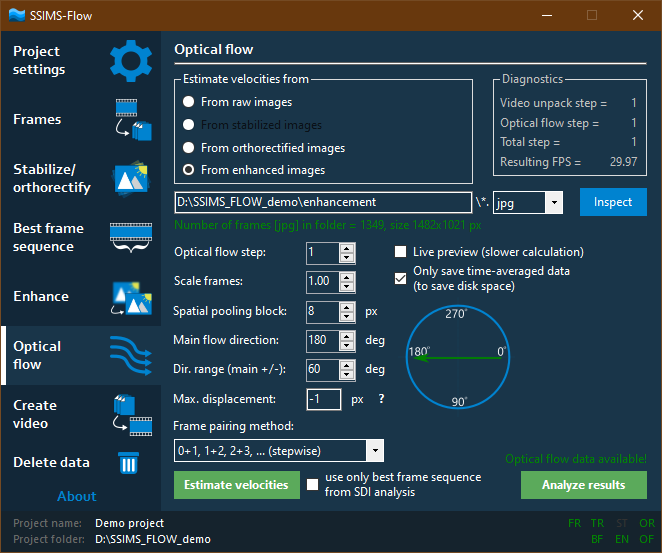 SSIMS-Flow
Project
settings
Frames
Stabilize/
orthorectify
Best frame
sequence
Enhance
Optical
flow
Create
video
Delete data
About
Optical flow
Estimate velocities from
From raw images
From stabilized images
From orthorectified images
From enhanced images
Diagnostics
Video unpack step = 1
Optical flow step = 1
Total step = 1
Resulting FPS = 29.97
D:\SSIMS_FLOW_demo\enhancement \*. jpg Inspect
Number of frames [jpg] in folder = 1349, size 1482x1021 px
Optical flow step: 1
Scale frames: 1.00
Spatial pooling block: 8 px
Main flow direction: 180 deg
Dir. range (main +/-): 60 deg
Max. displacement: -1 px ?
Live preview (slower calculation)
Only save time-averaged data
(to save disk space)
270°
180° 0°
90°
Frame pairing method:
0+1, 1+2, 2+3, ... (stepwise)
Optical flow data available!
Estimate velocities
use only best frame sequence
from SDI analysis
Analyze results
Project name: Demo project
Project folder: D:\SSIMS_FLOW_demo
FR TR ST OR
BF EN OF